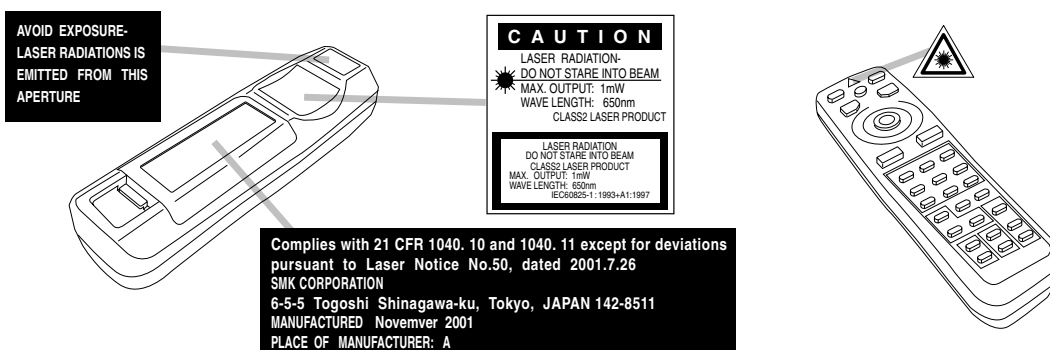 AVOID EXPOSURE-
LASER RADIATIONS IS
EMITTED FROM THIS
APERTURE
CAUTION
LASER RADIATION-
DO NOT STARE INTO BEAM
MAX. OUTPUT: 1mW
WAVE LENGTH: 650nm
CLASS2 LASER PRODUCT
LASER RADIATION
DO NOT STARE INTO BEAM
CLASS2 LASER PRODUCT
MAX. OUTPUT: 1mW
WAVE LENGTH: 650nm
IEC60825-1 : 1993+A1:1997
Complies with 21 CFR 1040. 10 and 1040. 11 except for deviations
pursuant to Laser Notice No.50, dated 2001.7.26
SMK CORPORATION
6-5-5 Togoshi Shinagawa-ku, Tokyo, JAPAN 142-8511
MANUFACTURED Novemver 2001
PLACE OF MANUFACTURER: A